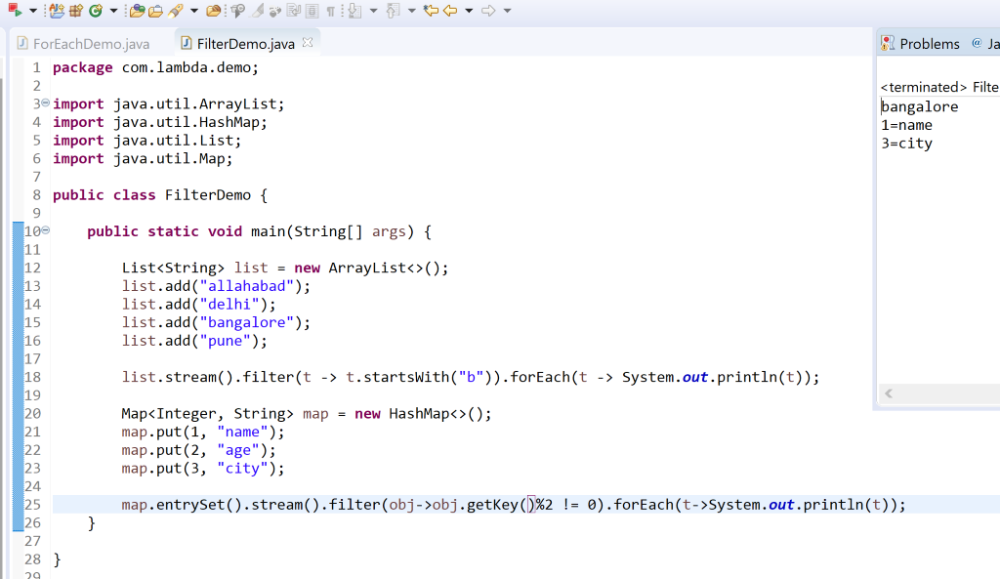 ForEachDemo.java
FilterDemo.java
1 package com.lambda.demo;
2
3 import java.util.ArrayList;
4 import java.util.HashMap;
5 import java.util.List;
6 import java.util.Map;
7
8 public class FilterDemo {
9
10 public static void main(String[] args) {
11
12 List<String> list = new ArrayList<>();
13 list.add("allahabad");
14 list.add("delhi");
15 list.add("bangalore");
16 list.add("pune");
17
18 list.stream().filter(t -> t.startsWith("b")).forEach(t -> System.out.println(t));
19
20 Map<Integer, String> map = new HashMap<>();
21 map.put(1, "name");
22 map.put(2, "age");
23 map.put(3, "city");
24
25 map.entrySet().stream().filter(obj->obj.getKey()%2 != 0).forEach(t->System.out.println(t));
26 }
27
28 }
29
Problems @ Ja
<terminated> Filte
bangalore
1=name
3=city